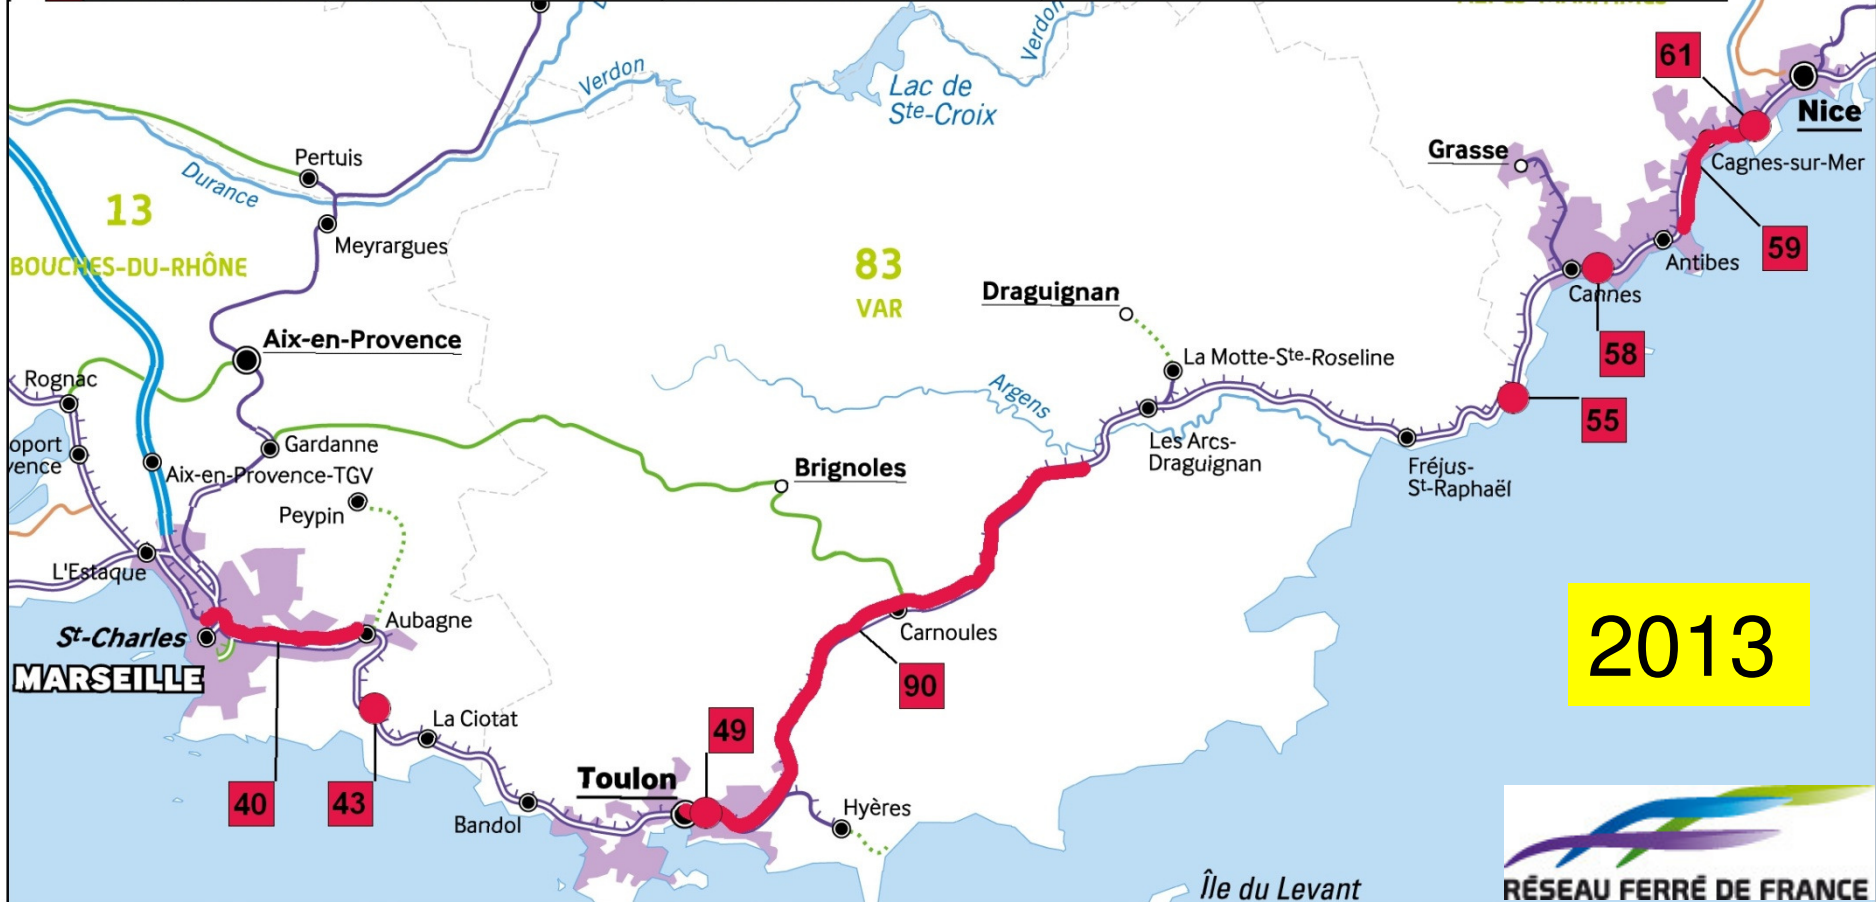 61
Nice
Verdon
Verdon
Lac de
Ste-Croix
Grasse
Cagnes-sur-Mer
Pertuis
Durance
13
BOUCHES-DU-RHÔNE
Meyrargues
83
VAR
59
Antibes
Draguignan
Cannes
58
Aix-en-Provence
La Motte-Ste-Roseline
Rognac
Argens
55
Gardanne
Les Arcs-
Draguignan
Aix-en-Provence-TGV
Brignoles
Fréjus-
St-Raphaël
Peypin
L'Estaque
Aubagne
St-Charles
MARSEILLE
Carnoules
90
2013
La Ciotat
49
Toulon
40
43
Bandol
Hyères
Île du Levant
RÉSEAU FERRÉ DE FRANCE